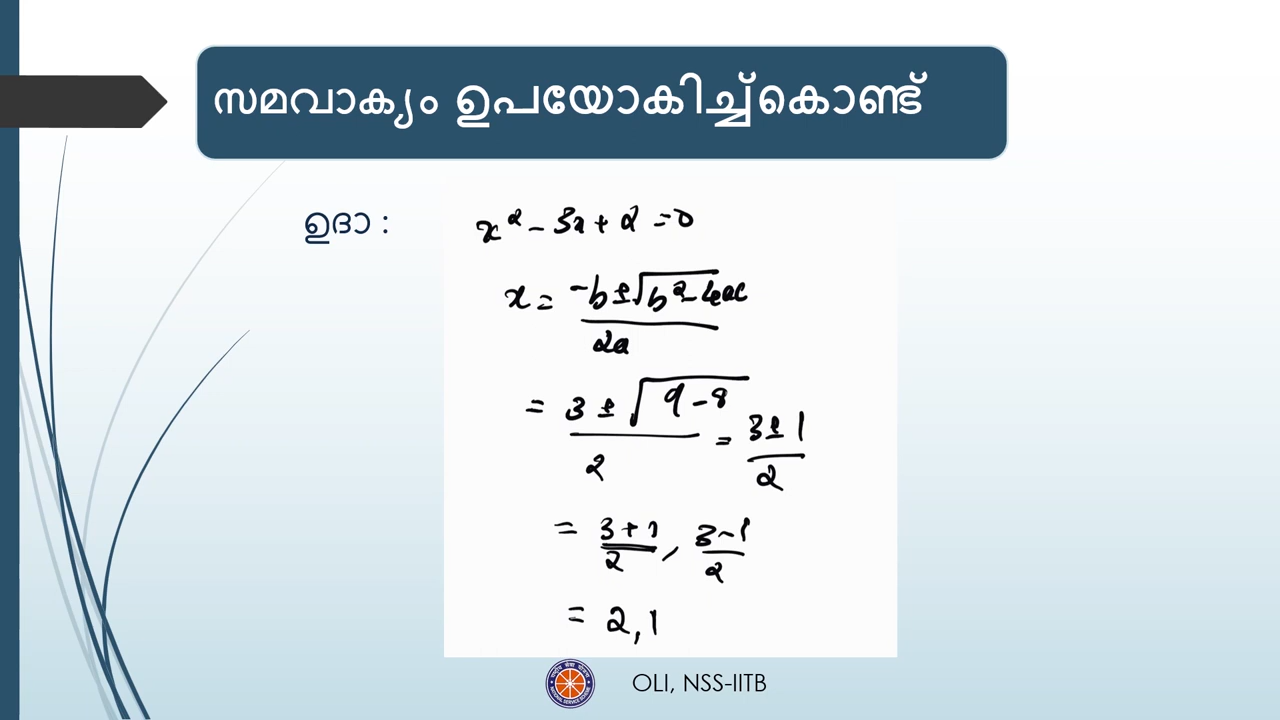 സമവാക്യം ഉപയോകിച്ച്കൊണ്ട്
ഉദാ :
x² - 3x + 2 = 0
x = (-b ± √(b² - 4ac)) / 2a
= (3 ± √(9 - 8)) / 2 = (3 ± 1) / 2
= (3 + 1) / 2 , (3 - 1) / 2
= 2, 1
OLI, NSS-IITB